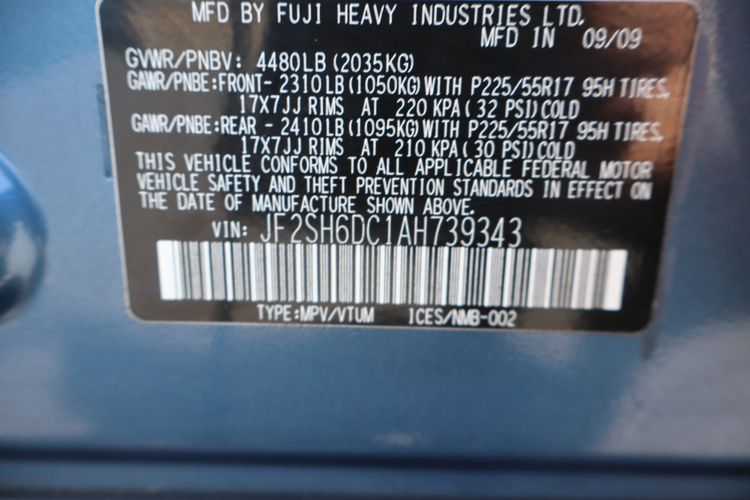 MFD BY FUJI HEAVY INDUSTRIES LTD.
MFD IN 09/09
GVWR/PNBV: 4480LB (2035KG)
GAWR/PNBE:FRONT- 2310LB (1050KG) WITH P225/55R17 95H TIRES,
17X7JJ RIMS AT 220 KPA (32 PSI) COLD
GAWR/PNBE:REAR - 2410LB (1095KG) WITH P225/55R17 95H TIRES,
17X7JJ RIMS AT 210 KPA (30 PSI) COLD
THIS VEHICLE CONFORMS TO ALL APPLICABLE FEDERAL MOTOR
VEHICLE SAFETY AND THEFT PREVENTION STANDARDS IN EFFECT ON
THE DATE OF MANUFACTURE SHOWN ABOVE.
VIN: JF2SH6DC1AH739343
TYPE:MPV/VTUM ICES/NMB-002